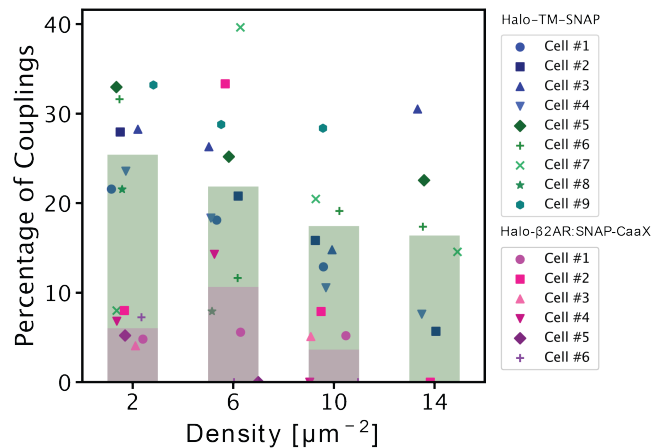 Percentage of Couplings
40
30
20
10
0
2
6
10
14
Density [μm⁻²]
Halo-TM-SNAP
Cell #1
Cell #2
Cell #3
Cell #4
Cell #5
Cell #6
Cell #7
Cell #8
Cell #9
Halo-β2AR:SNAP-CaaX
Cell #1
Cell #2
Cell #3
Cell #4
Cell #5
Cell #6